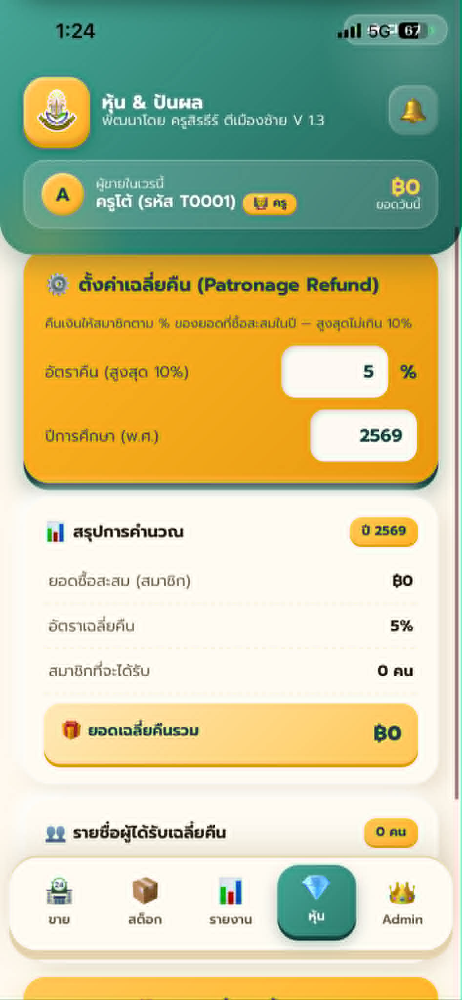 1:24
5G 67
หุ้น & ปันผล
พัฒนาโดย ครูสิรธีร์ ตีเมืองซ้าย V 1.3
A
ผู้ขายในเวรนี้
ครูโต้ (รหัส T0001)
ครู
฿0
ยอดวันนี้
ตั้งค่าเฉลี่ยคืน (Patronage Refund)
คืนเงินให้สมาชิกตาม % ของยอดที่ซื้อสะสมในปี — สูงสุดไม่เกิน 10%
อัตราคืน (สูงสุด 10%) 5 %
ปีการศึกษา (พ.ศ.) 2569
สรุปการคำนวณ ปี 2569
ยอดซื้อสะสม (สมาชิก) ฿0
อัตราเฉลี่ยคืน 5%
สมาชิกที่จะได้รับ 0 คน
ยอดเฉลี่ยคืนรวม ฿0
รายชื่อผู้ได้รับเฉลี่ยคืน 0 คน
24
ขาย สต็อก รายงาน หุ้น Admin